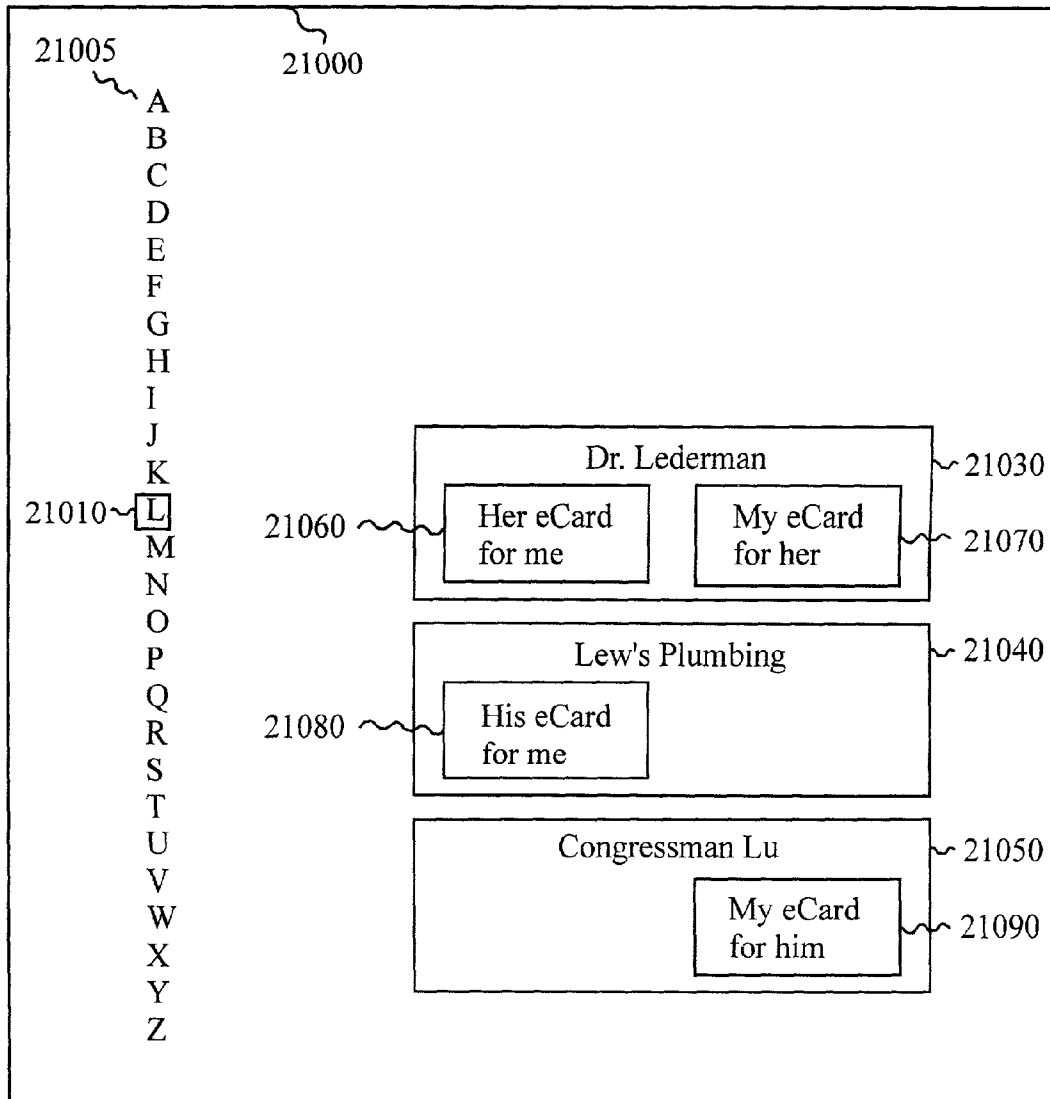 21000
21005
A
B
C
D
E
F
G
H
I
J
K
21010
L
M
N
O
P
Q
R
S
T
U
V
W
X
Y
Z
Dr. Lederman
21030
21060
Her eCard
for me
My eCard
for her
21070
Lew's Plumbing
21040
21080
His eCard
for me
Congressman Lu
21050
My eCard
for him
21090